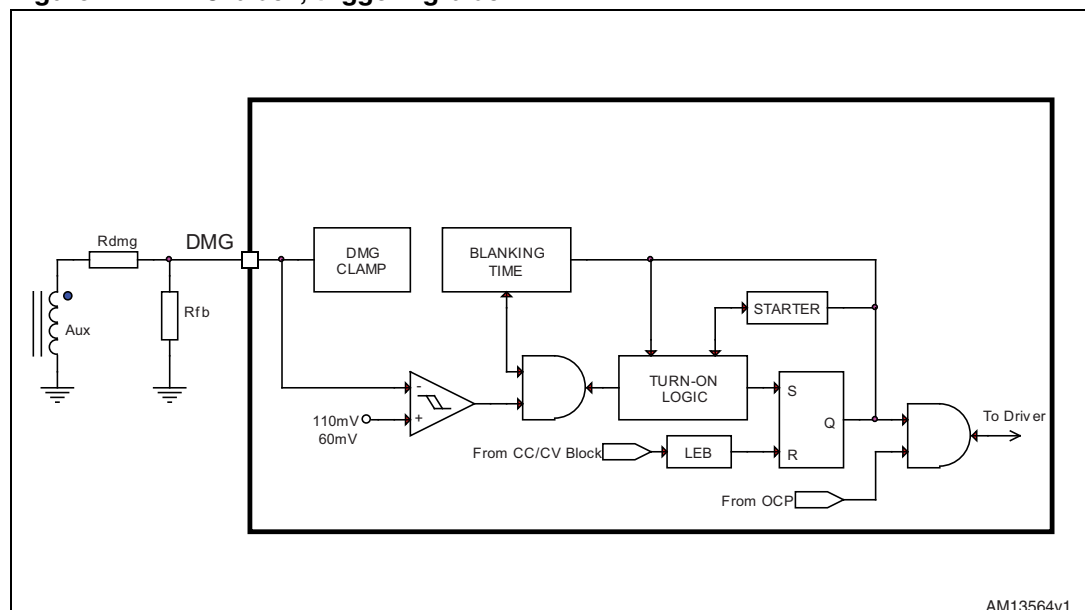 Rdmg
DMG
Rfb
Aux
DMG
CLAMP
BLANKING
TIME
STARTER
TURN-ON
LOGIC
110mV
60mV
-
+
S
R
Q
From CC/CV Block
LEB
From OCP
To Driver
AM13564v1